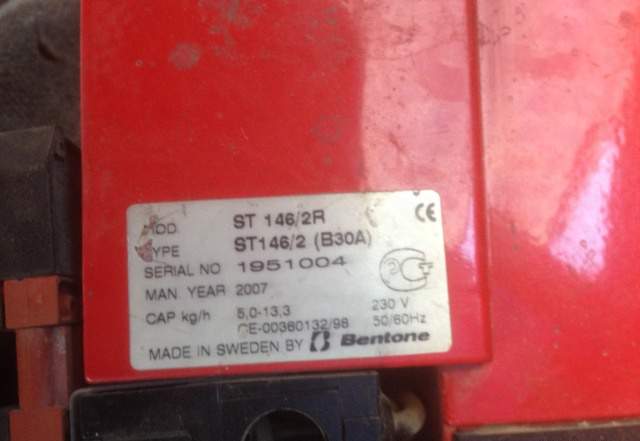 MOD. ST 146/2R CE
TYPE ST146/2 (B30A)
SERIAL NO 1951004
MAN. YEAR 2007
CAP kg/h 5,0-13,3 230 V
CE-00360132/98 50/60Hz
MADE IN SWEDEN BY Bentone